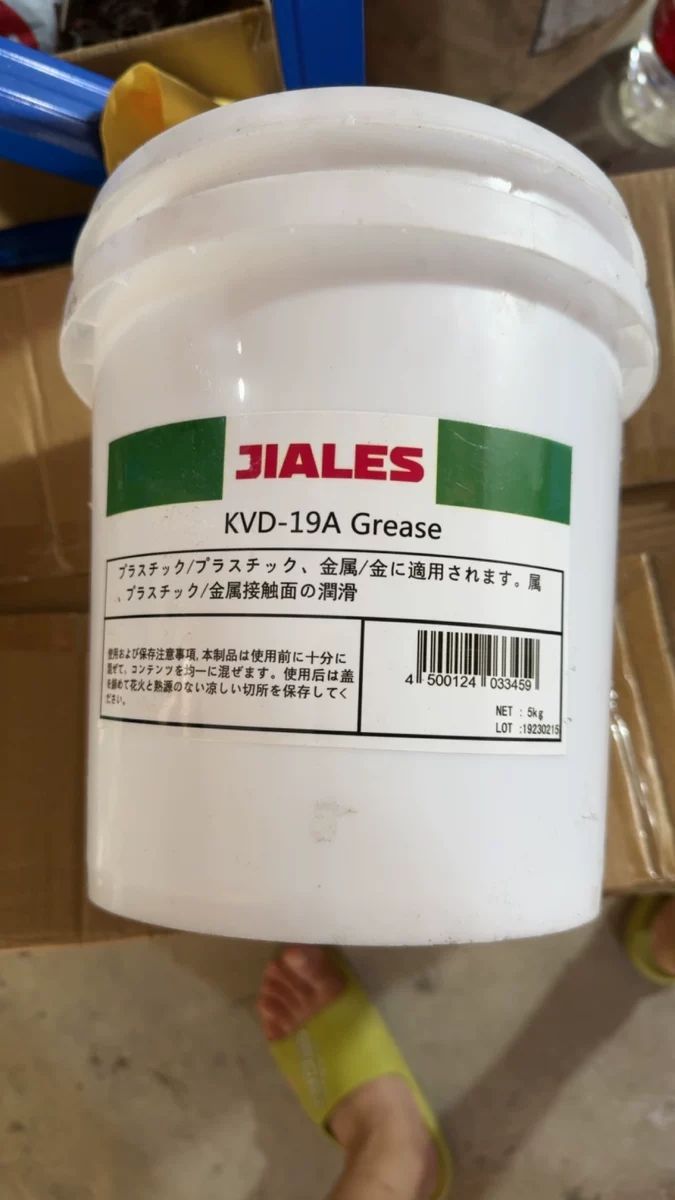 JIALES
KVD-19A Grease
プラスチック/プラスチック、金属/金に適用されます。属
、プラスチック/金属接触面の潤滑
使用および保存注意事項,本制品は使用前に十分に
混ぜて,コンテンツを均一に混ぜます。使用后は盖
を締めて花火と熱源のない凉しい切所を保存してく
ださい。
4 500124 033459
NET : 5kg
LOT :19230215